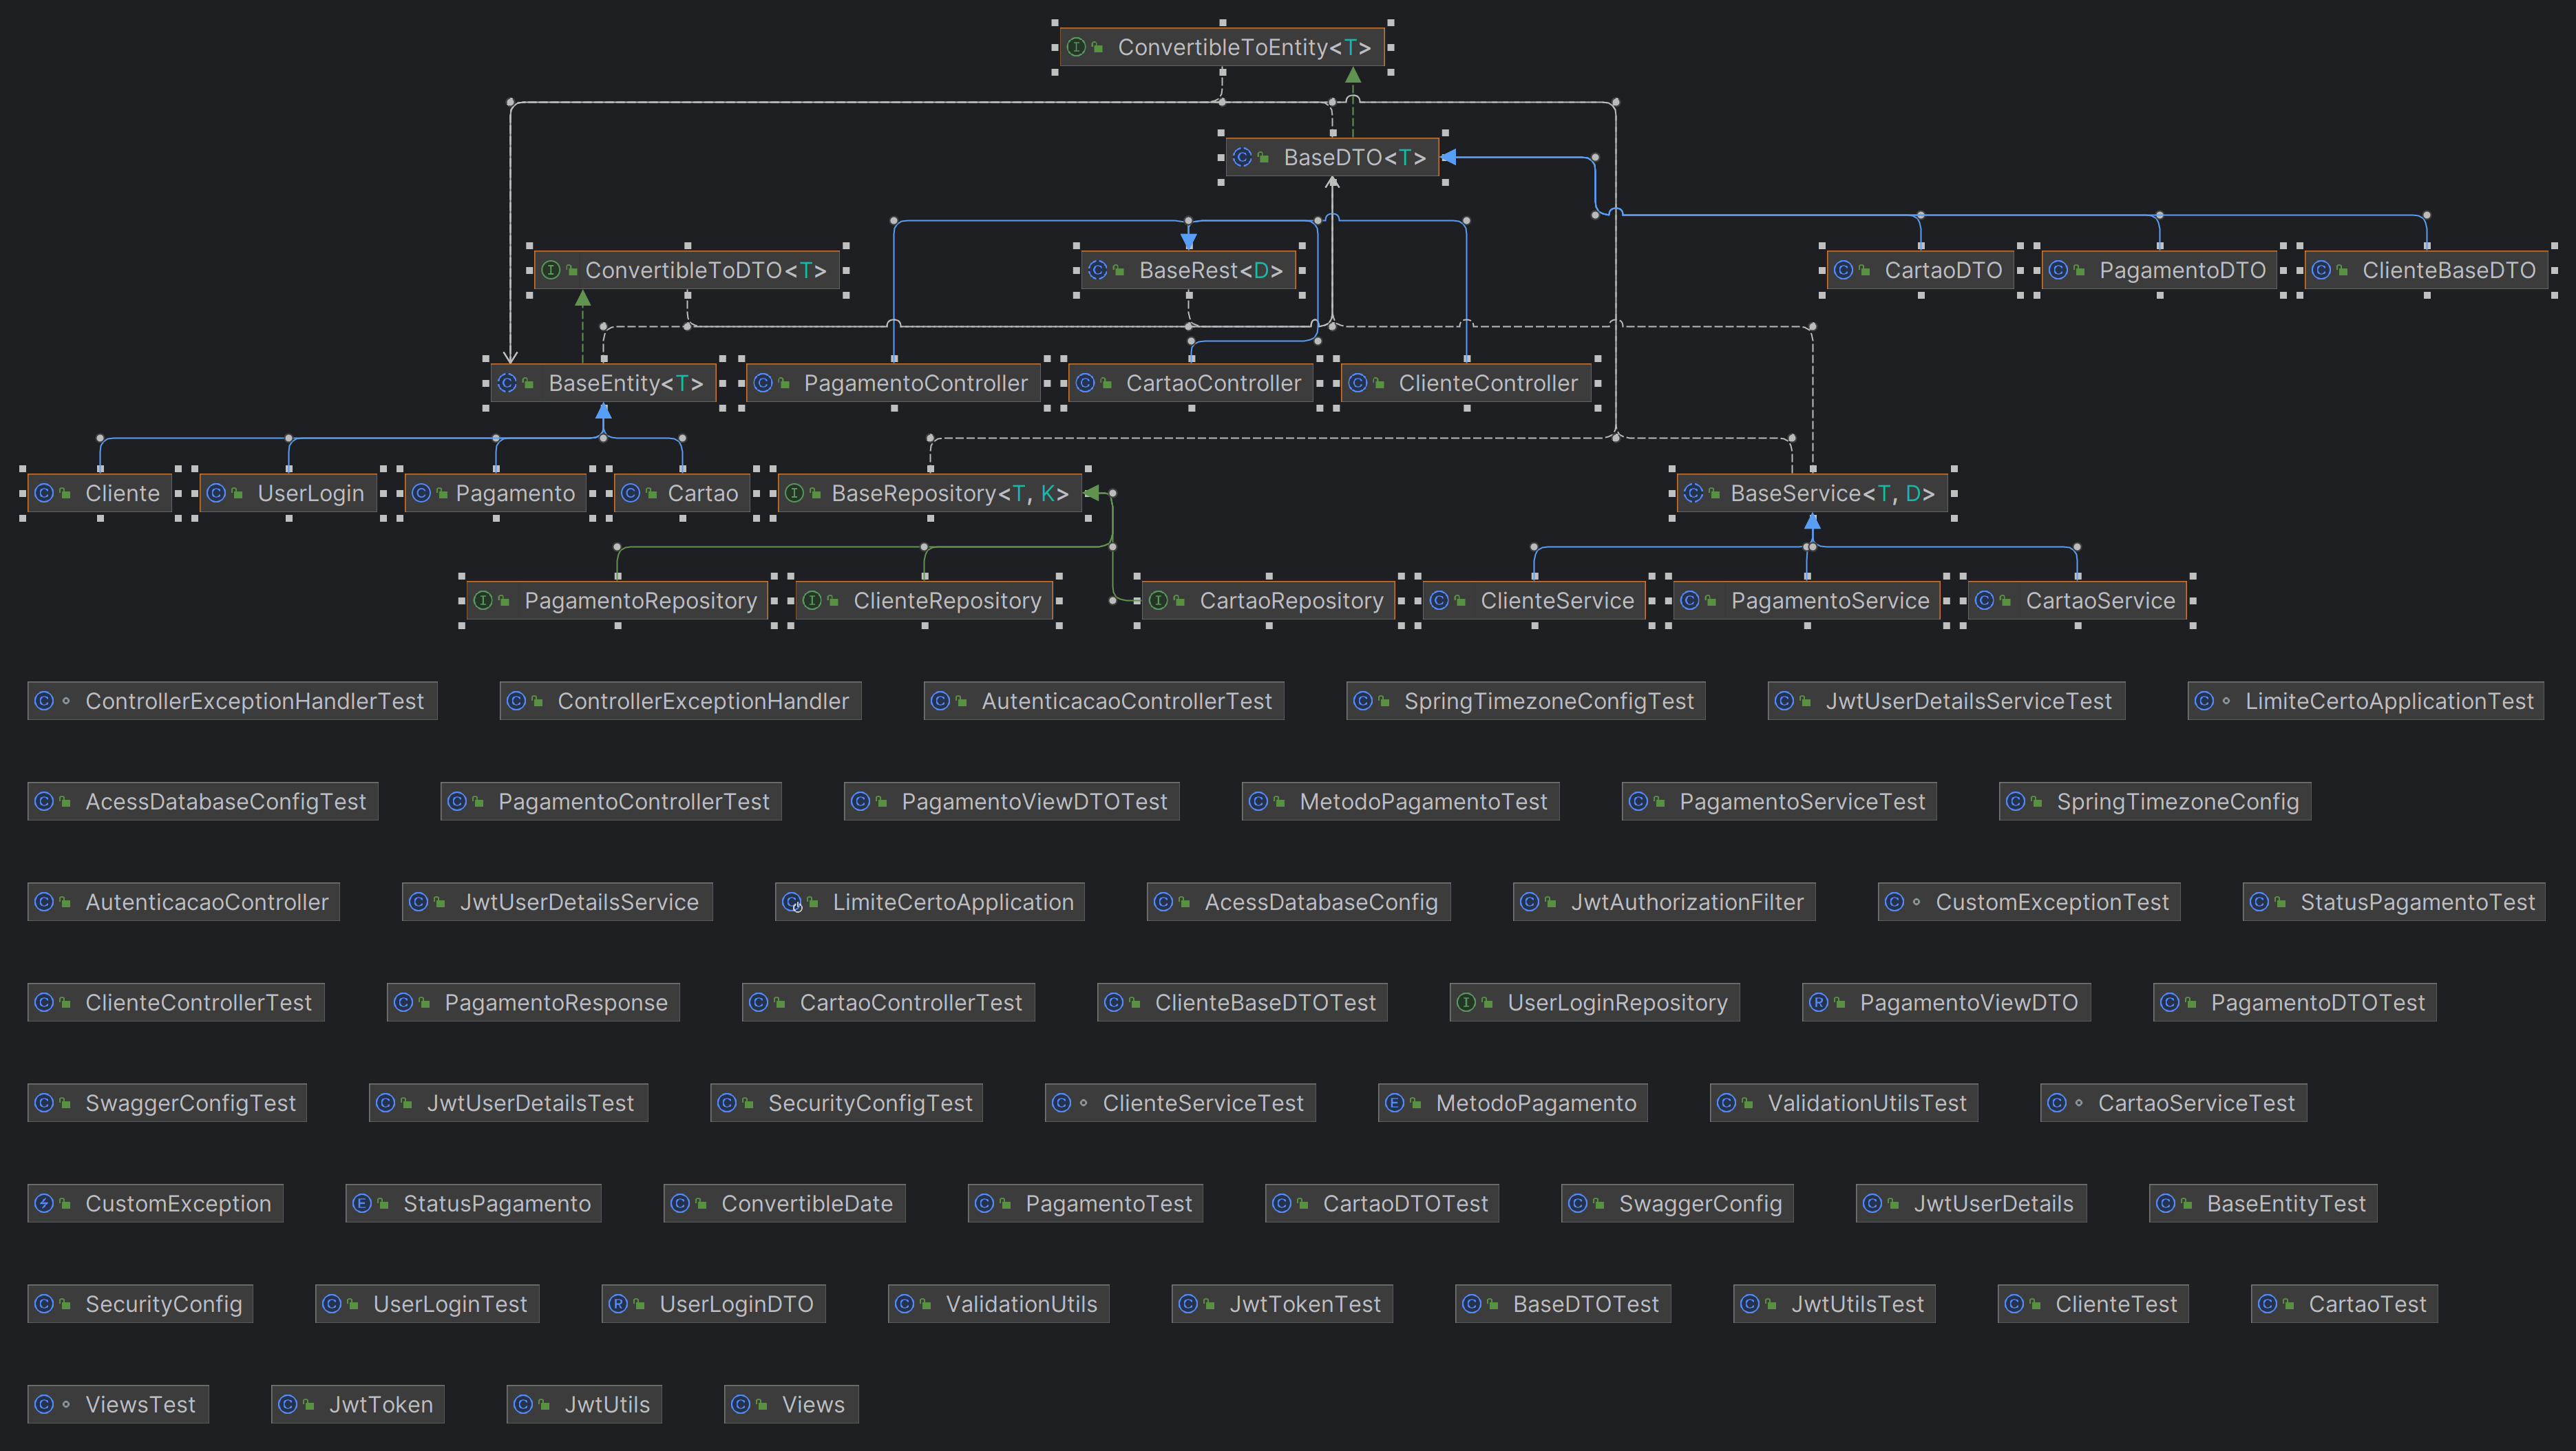 ConvertibleToEntity<T>
BaseDTO<T>
ConvertibleToDTO<T>
BaseRest<D>
CartaoDTO
PagamentoDTO
ClienteBaseDTO
BaseEntity<T>
PagamentoController
CartaoController
ClienteController
Cliente
UserLogin
Pagamento
Cartao
BaseRepository<T, K>
BaseService<T, D>
PagamentoRepository
ClienteRepository
CartaoRepository
ClienteService
PagamentoService
CartaoService
ControllerExceptionHandlerTest
ControllerExceptionHandler
AutenticacaoControllerTest
SpringTimezoneConfigTest
JwtUserDetailsServiceTest
LimiteCertoApplicationTest
AcessDatabaseConfigTest
PagamentoControllerTest
PagamentoViewDTOTest
MetodoPagamentoTest
PagamentoServiceTest
SpringTimezoneConfig
AutenticacaoController
JwtUserDetailsService
LimiteCertoApplication
AcessDatabaseConfig
JwtAuthorizationFilter
CustomExceptionTest
StatusPagamentoTest
ClienteControllerTest
PagamentoResponse
CartaoControllerTest
ClienteBaseDTOTest
UserLoginRepository
PagamentoViewDTO
PagamentoDTOTest
SwaggerConfigTest
JwtUserDetailsTest
SecurityConfigTest
ClienteServiceTest
MetodoPagamento
ValidationUtilsTest
CartaoServiceTest
CustomException
StatusPagamento
ConvertibleDate
PagamentoTest
CartaoDTOTest
SwaggerConfig
JwtUserDetails
BaseEntityTest
SecurityConfig
UserLoginTest
UserLoginDTO
ValidationUtils
JwtTokenTest
BaseDTOTest
JwtUtilsTest
ClienteTest
CartaoTest
ViewsTest
JwtToken
JwtUtils
Views